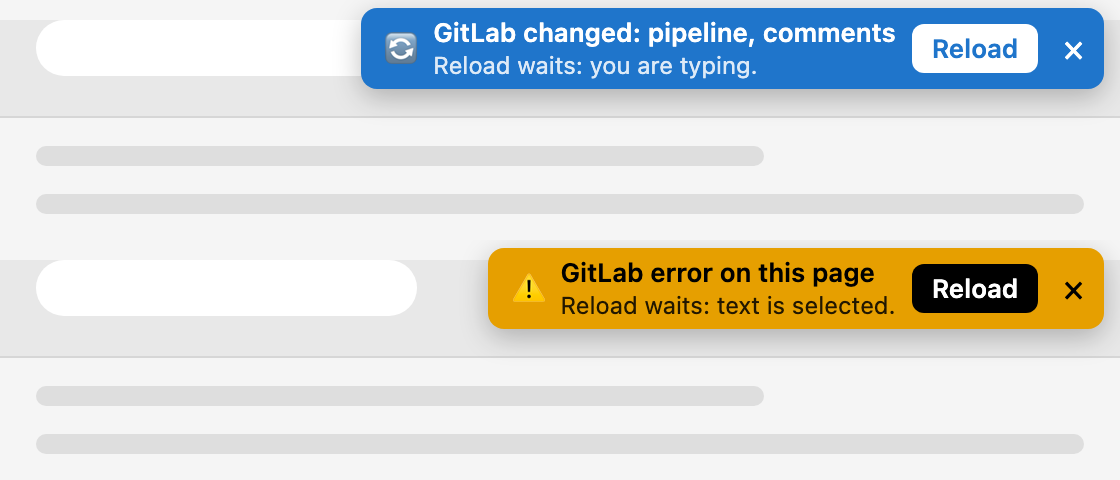 GitLab changed: pipeline, comments
Reload waits: you are typing.
Reload
×
GitLab error on this page
Reload waits: text is selected.
Reload
×